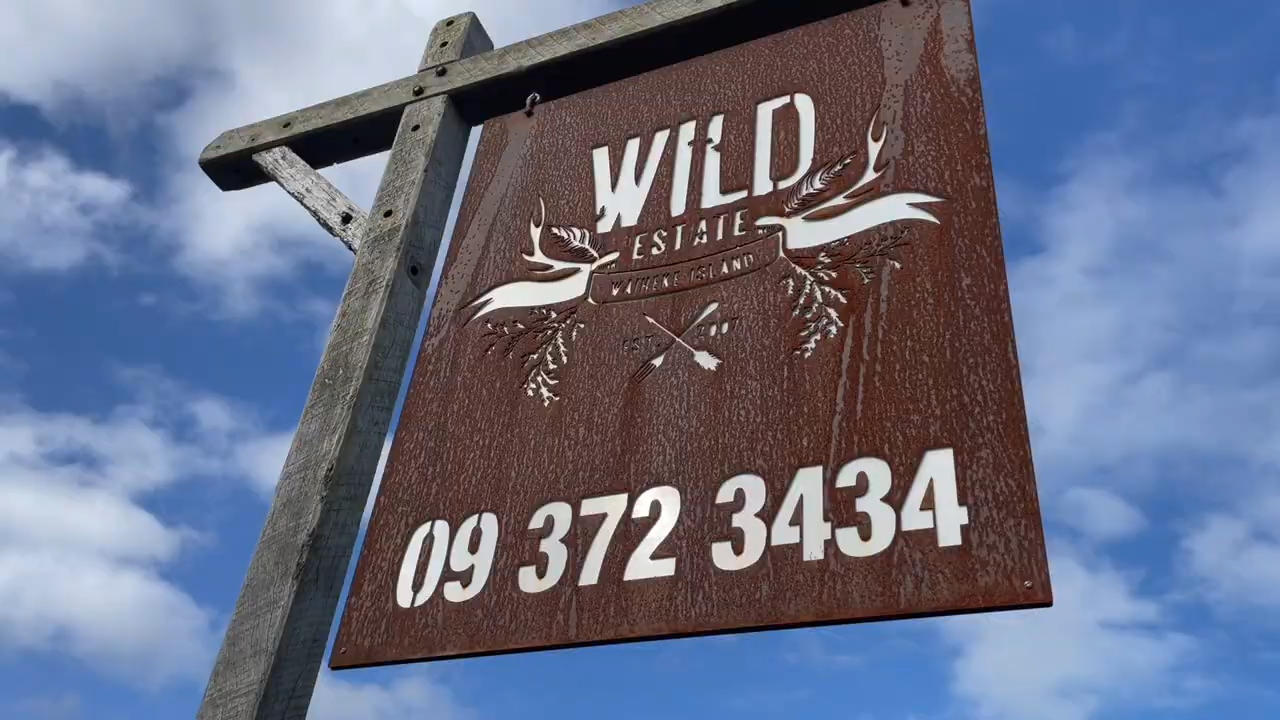 WILD
ESTATE
WAIHEKE ISLAND
EST. 2007
09 372 3434